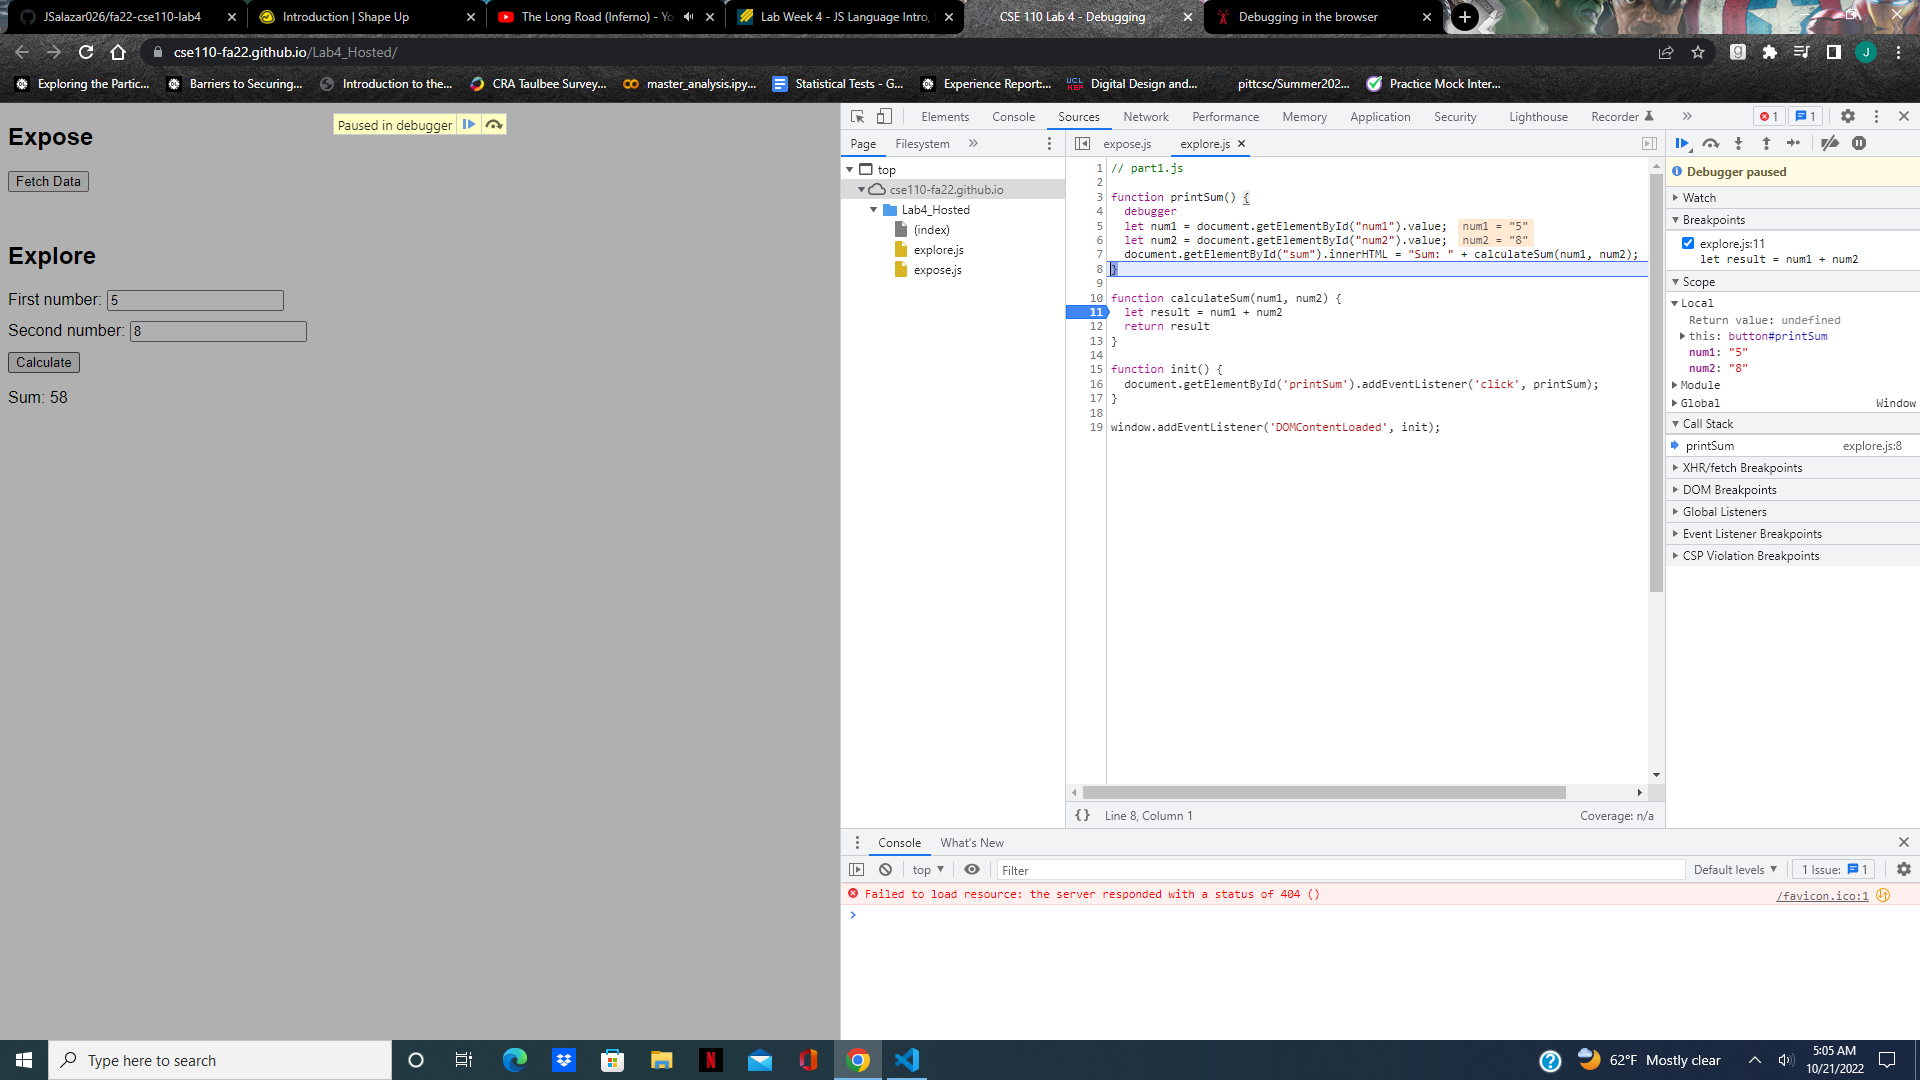 JSalazar026/fa22-cse110-lab4
Introduction | Shape Up
The Long Road (Inferno) - Yo
Lab Week 4 - JS Language Intro,
CSE 110 Lab 4 - Debugging
Debugging in the browser
cse110-fa22.github.io/Lab4_Hosted/
J
Exploring the Partic...
Barriers to Securing...
Introduction to the...
CRA Taulbee Survey...
master_analysis.ipy...
Statistical Tests - G...
Experience Report:...
Digital Design and...
pittcsc/Summer202...
Practice Mock Inter...
Expose
Paused in debugger
Fetch Data
Explore
First number: 5
Second number: 8
Calculate
Sum: 58
Elements Console Sources Network Performance Memory Application Security Lighthouse Recorder
1
1
Page Filesystem
top
cse110-fa22.github.io
Lab4_Hosted
(index)
explore.js
expose.js
expose.js explore.js
1 // part1.js
2
3 function printSum() {
4 debugger
5 let num1 = document.getElementById("num1").value; num1 = "5"
6 let num2 = document.getElementById("num2").value; num2 = "8"
7 document.getElementById("sum").innerHTML = "Sum: " + calculateSum(num1, num2);
8 }
9
10 function calculateSum(num1, num2) {
11 let result = num1 + num2
12 return result
13 }
14
15 function init() {
16 document.getElementById('printSum').addEventListener('click', printSum);
17 }
18
19 window.addEventListener('DOMContentLoaded', init);
{} Line 8, Column 1
Coverage: n/a
Debugger paused
Watch
Breakpoints
explore.js:11
let result = num1 + num2
Scope
Local
Return value: undefined
this: button#printSum
num1: "5"
num2: "8"
Module
Global Window
Call Stack
printSum explore.js:8
XHR/fetch Breakpoints
DOM Breakpoints
Global Listeners
Event Listener Breakpoints
CSP Violation Breakpoints
Console What's New
top
Filter
Default levels
1 Issue: 1
Failed to load resource: the server responded with a status of 404 ()
/favicon.ico:1
Type here to search
62°F Mostly clear
5:05 AM
10/21/2022